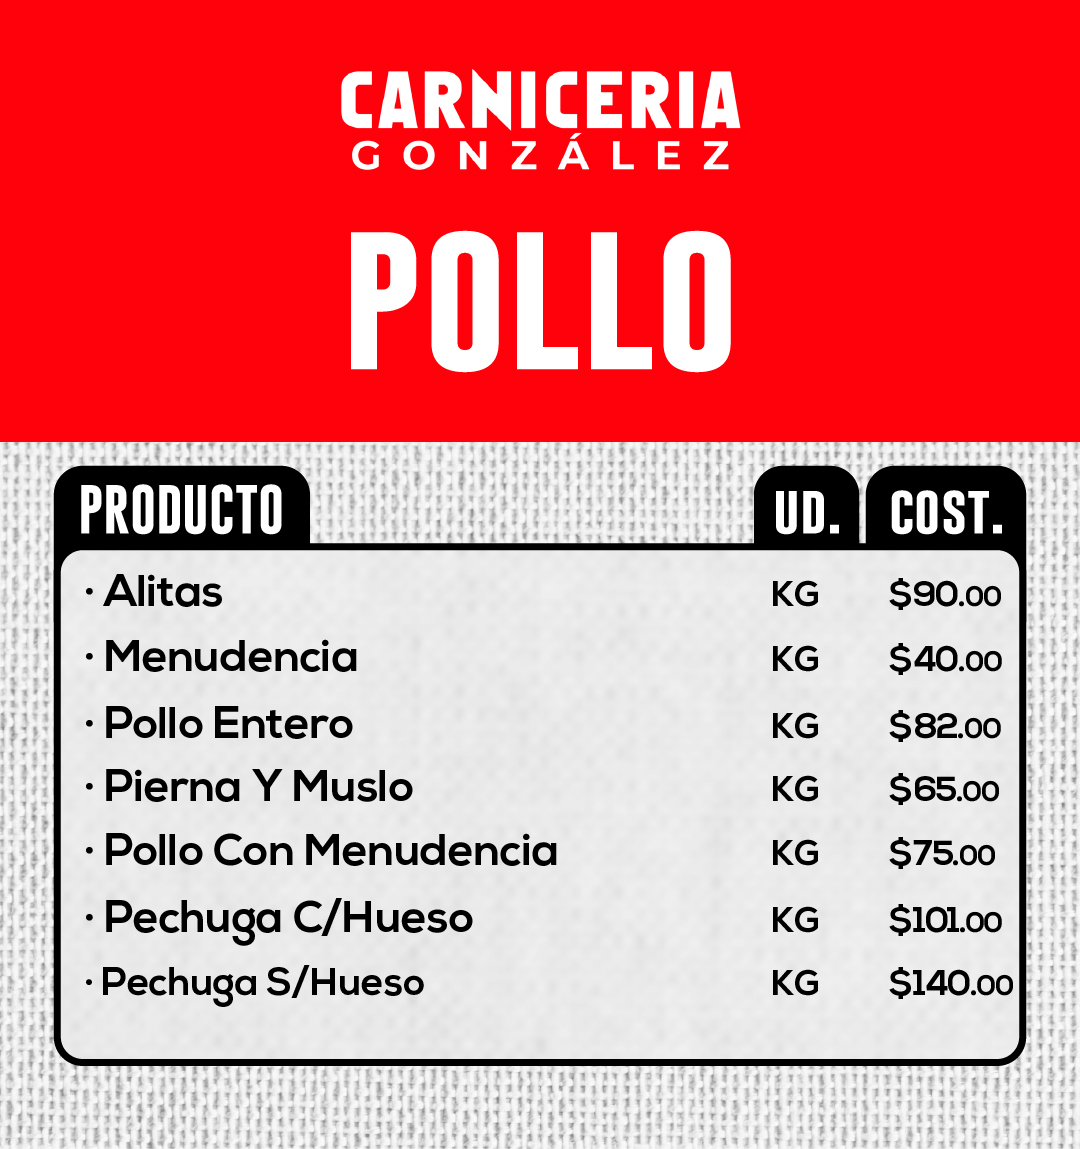 CARNICERIA
GONZÁLEZ
POLLO
PRODUCTO UD. COST.
· Alitas KG $90.00
· Menudencia KG $40.00
· Pollo Entero KG $82.00
· Pierna Y Muslo KG $65.00
· Pollo Con Menudencia KG $75.00
· Pechuga C/Hueso KG $101.00
· Pechuga S/Hueso KG $140.00